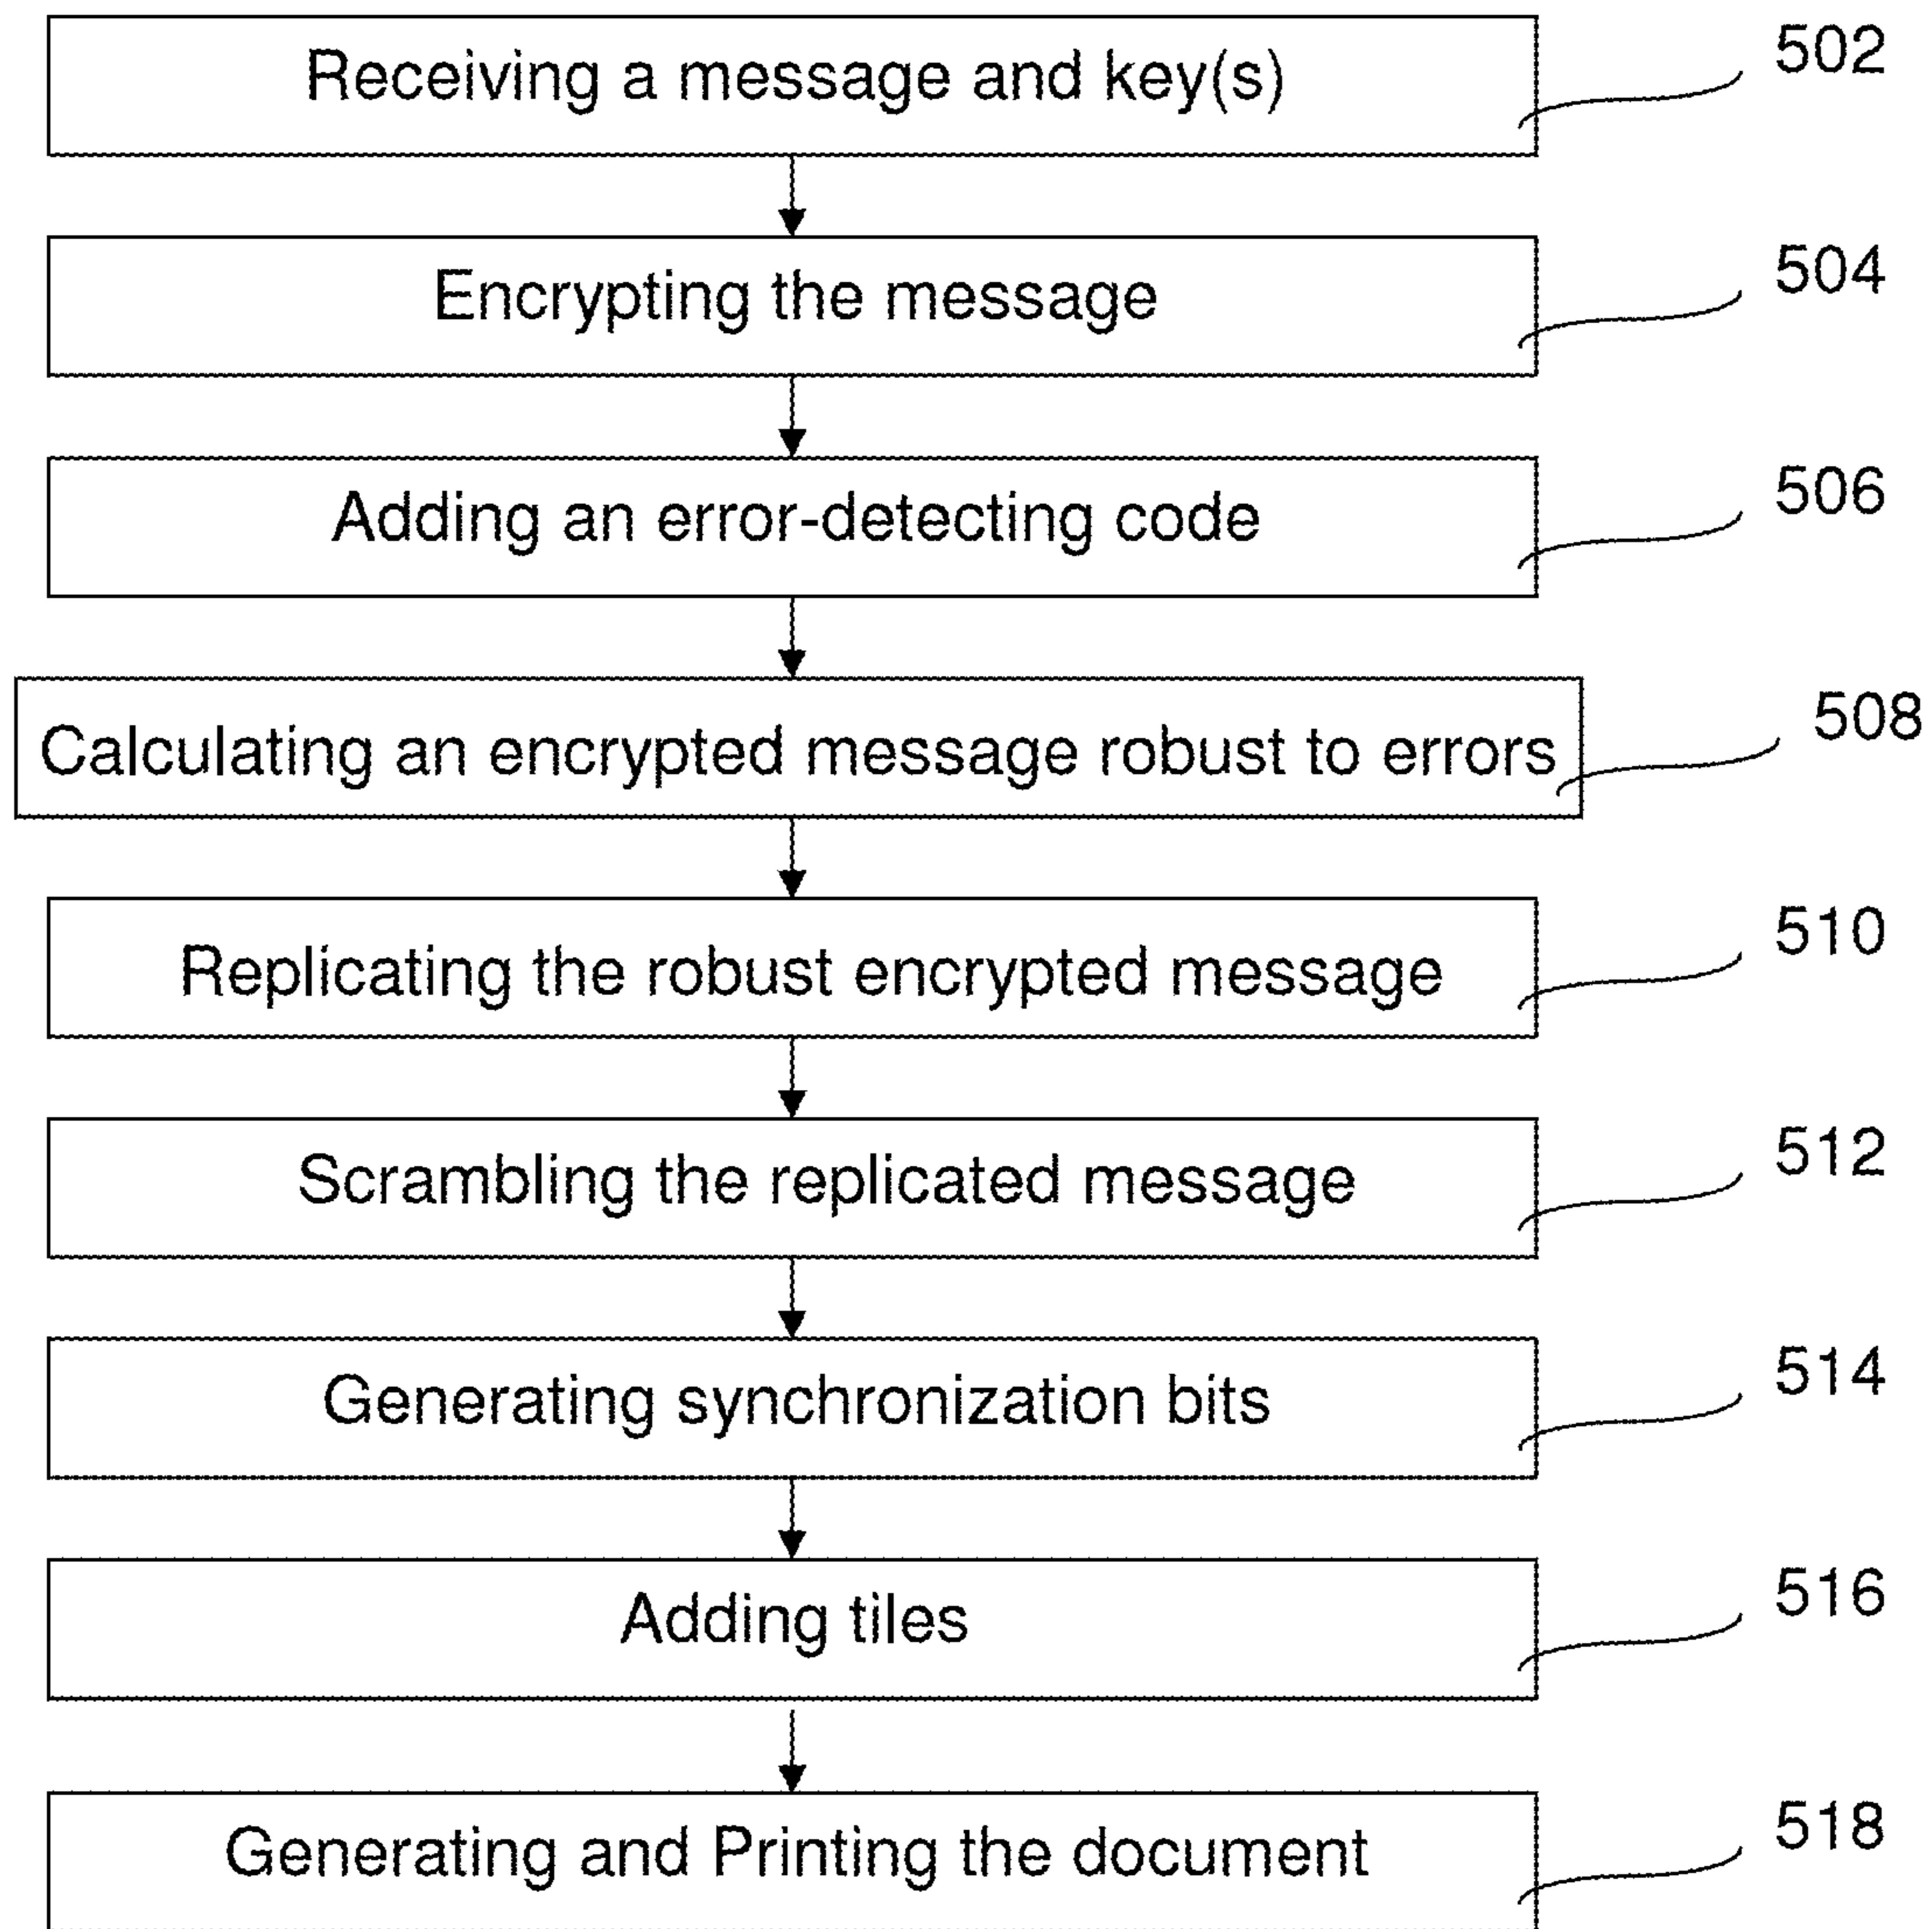 Receiving a message and key(s)
502
Encrypting the message
504
Adding an error-detecting code
506
Calculating an encrypted message robust to errors
508
Replicating the robust encrypted message
510
Scrambling the replicated message
512
Generating synchronization bits
514
Adding tiles
516
Generating and Printing the document
518